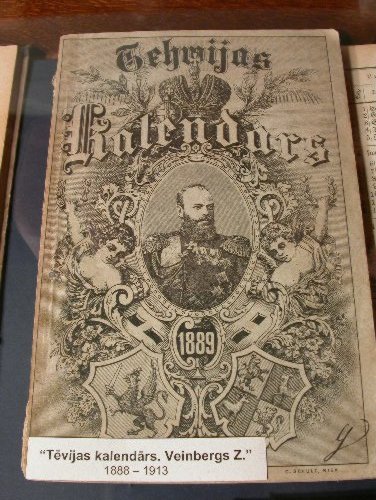 Tehwijas
Kalendars
1889
"Tēvijas kalendārs. Veinbergs Z."
1888 – 1913